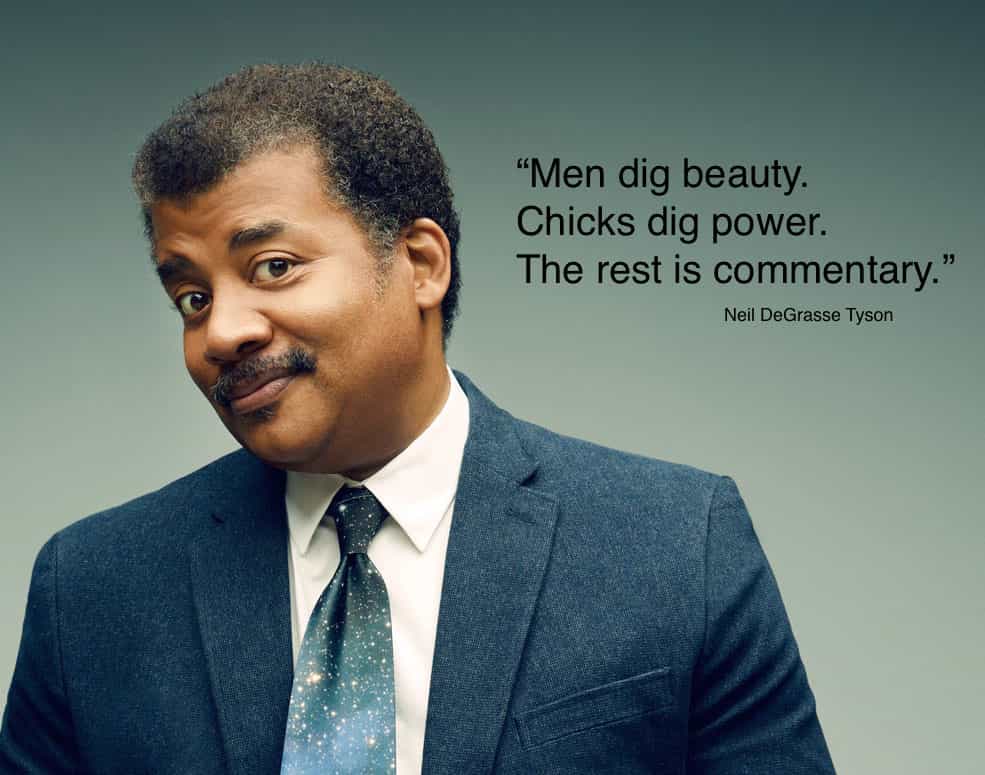 “Men dig beauty.
Chicks dig power.
The rest is commentary.”
Neil DeGrasse Tyson